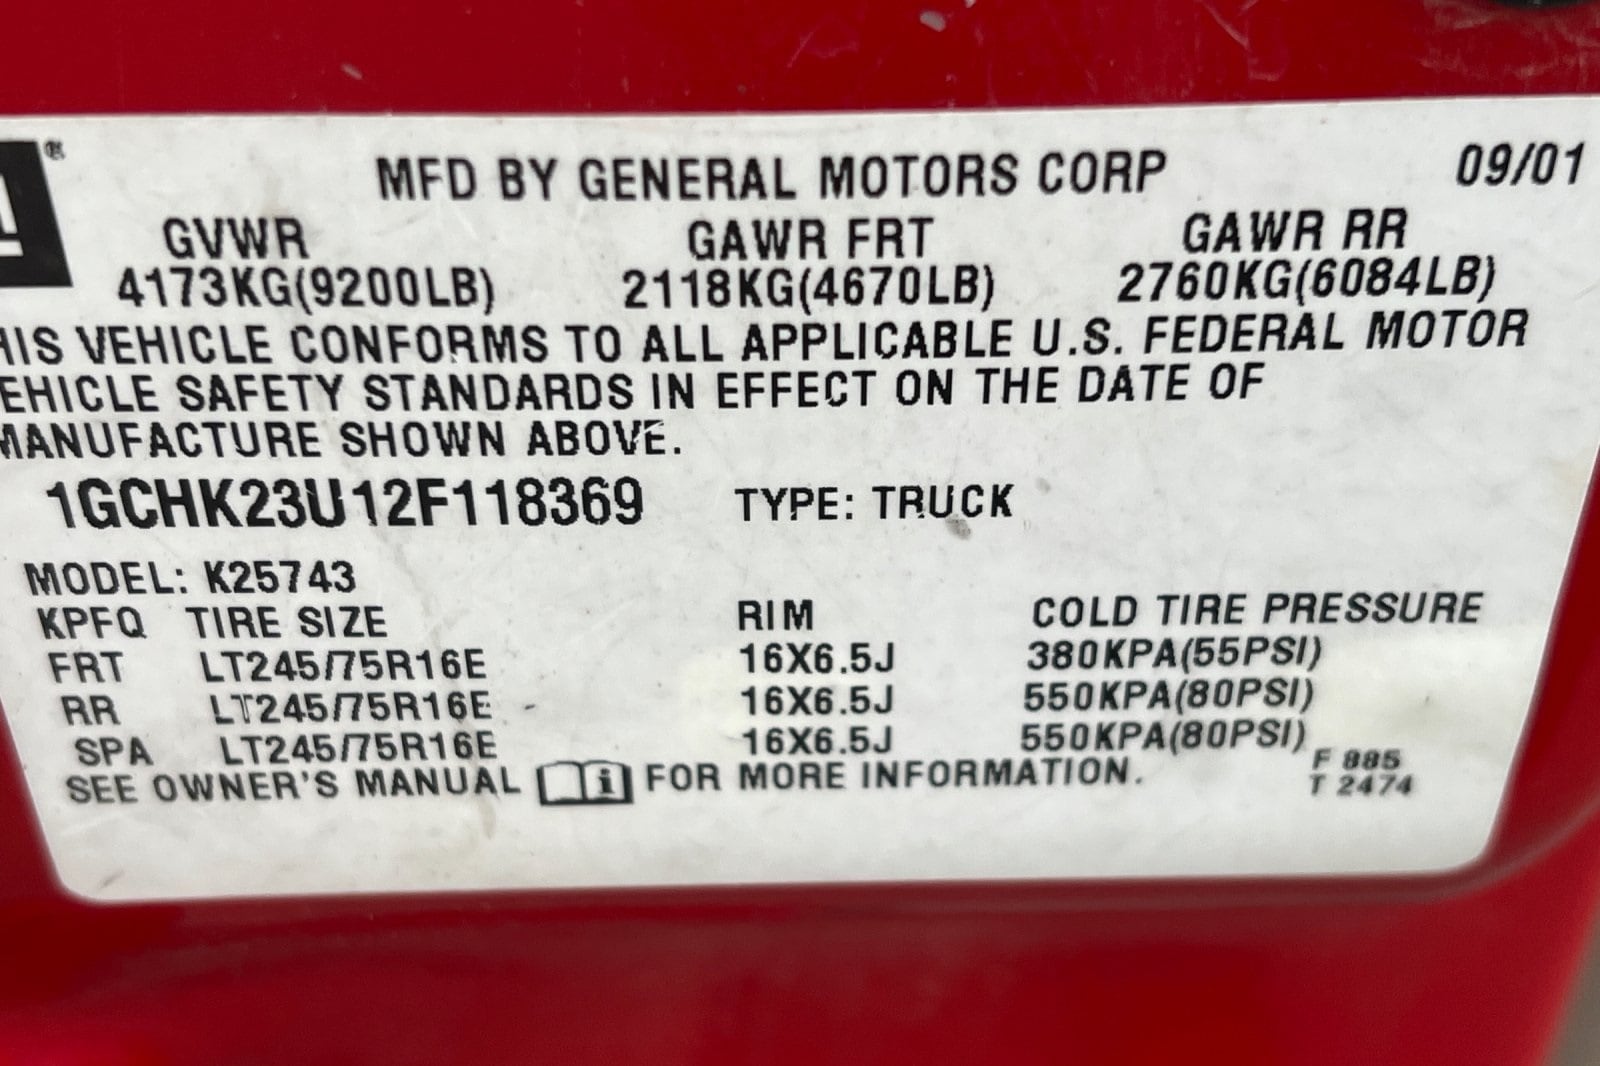 MFD BY GENERAL MOTORS CORP 09/01
GVWR GAWR FRT GAWR RR
4173KG(9200LB) 2118KG(4670LB) 2760KG(6084LB)
HIS VEHICLE CONFORMS TO ALL APPLICABLE U.S. FEDERAL MOTOR
EHICLE SAFETY STANDARDS IN EFFECT ON THE DATE OF
MANUFACTURE SHOWN ABOVE.
1GCHK23U12F118369 TYPE: TRUCK
MODEL: K25743
KPFQ TIRE SIZE RIM COLD TIRE PRESSURE
FRT LT245/75R16E 16X6.5J 380KPA(55PSI)
RR LT245/75R16E 16X6.5J 550KPA(80PSI)
SPA LT245/75R16E 16X6.5J 550KPA(80PSI)
SEE OWNER'S MANUAL i FOR MORE INFORMATION.
F 885
T 2474